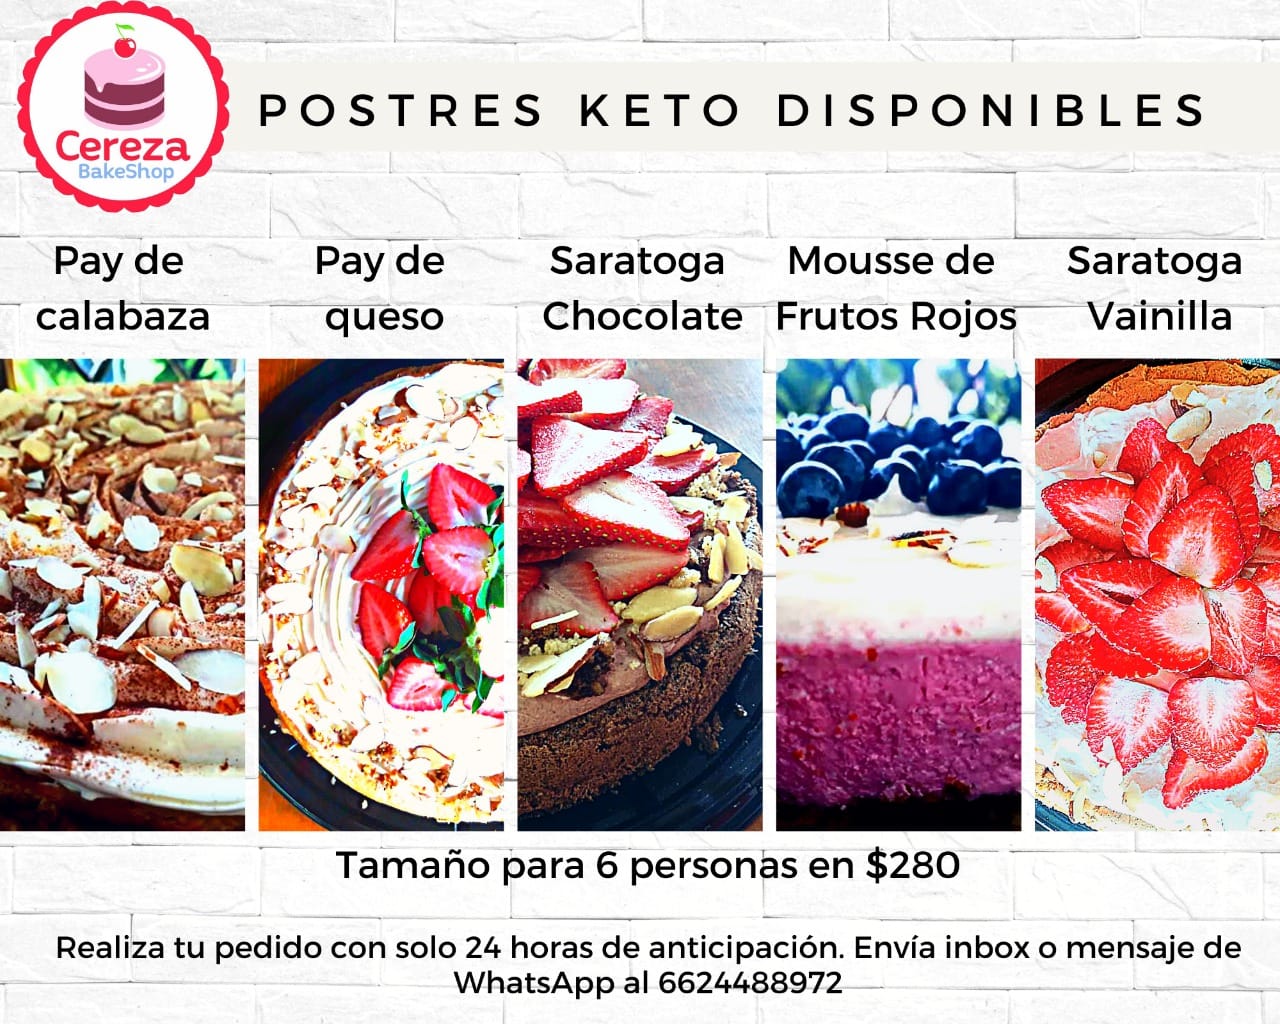 Cereza
BakeShop
POSTRES KETO DISPONIBLES
Pay de
calabaza
Pay de
queso
Saratoga
Chocolate
Mousse de
Frutos Rojos
Saratoga
Vainilla
Tamaño para 6 personas en $280
Realiza tu pedido con solo 24 horas de anticipación. Envía inbox o mensaje de
WhatsApp al 6624488972